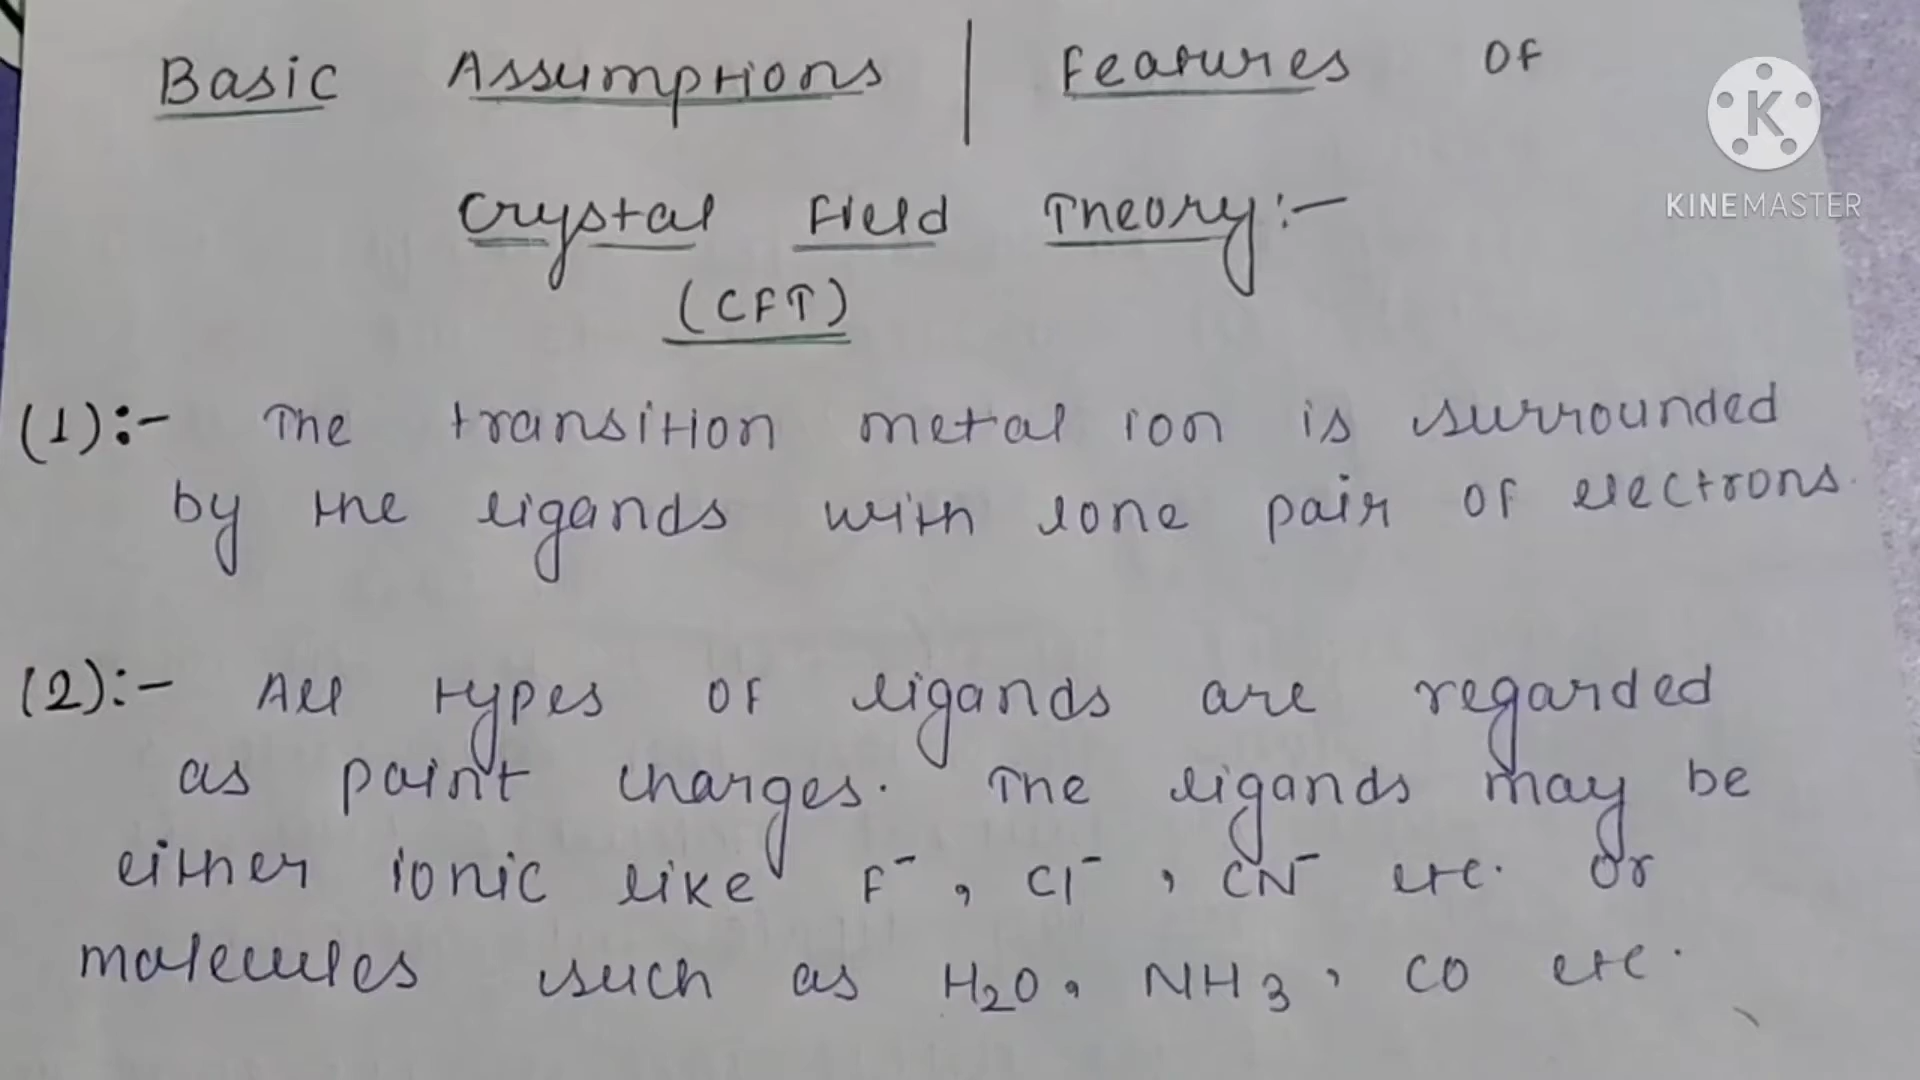 Basic Assumptions | Features of
Crystal Field Theory:-
(CFT)
(1):- The transition metal ion is surrounded
by the ligands with lone pair of electrons.
(2):- All types of ligands are regarded
as point charges. The ligands may be
either ionic like F⁻, Cl⁻, CN⁻ etc. or
molecules such as H₂O, NH₃, CO etc.
K
KINEMASTER